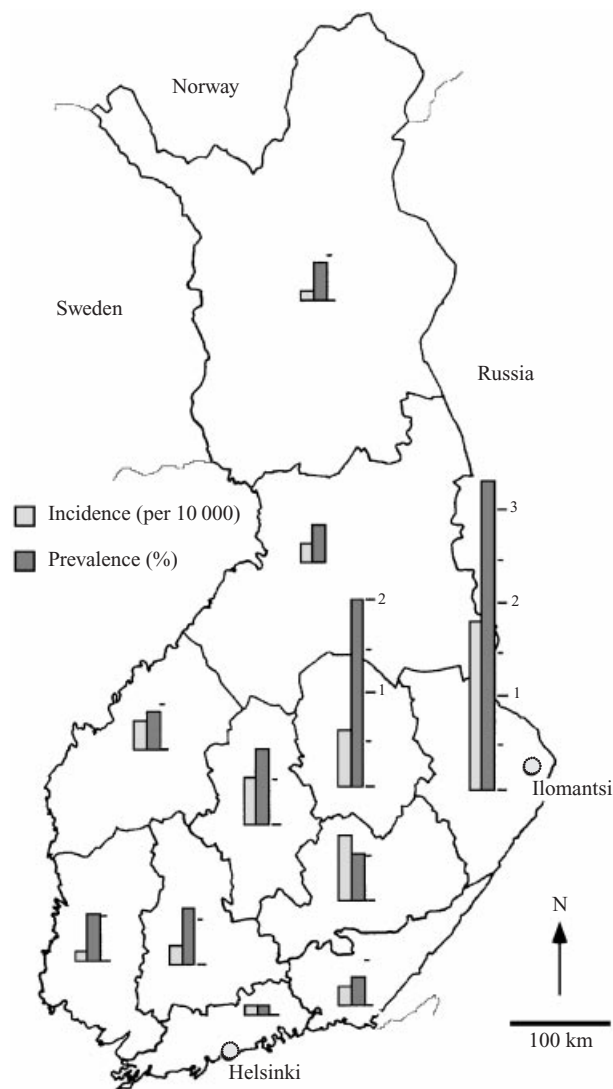 Norway
Sweden
Russia
Incidence (per 10 000)
Prevalence (%)
3
2
1
2
1
Ilomantsi
N
100 km
Helsinki